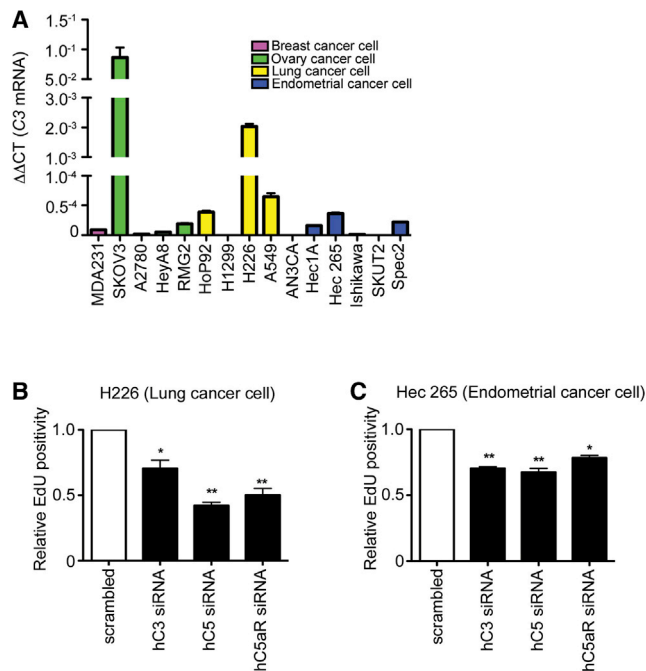 A
ΔΔCT (C3 mRNA)
1.5⁻¹
1.0⁻¹
5.0⁻²
3.0⁻³
2.0⁻³
1.0⁻³
1.0⁻⁴
0.5⁻⁴
0
Breast cancer cell
Ovary cancer cell
Lung cancer cell
Endometrial cancer cell
MDA231
SKOV3
A2780
HeyA8
RMG2
HoP92
H1299
H226
A549
AN3CA
Hec1A
Hec 265
Ishikawa
SKUT2
Spec2
B
H226 (Lung cancer cell)
Relative EdU positivity
1.0
0.5
0
*
**
**
scrambled
hC3 siRNA
hC5 siRNA
hC5aR siRNA
C
Hec 265 (Endometrial cancer cell)
Relative EdU positivity
1.0
0.5
0
**
**
*
scrambled
hC3 siRNA
hC5 siRNA
hC5aR siRNA